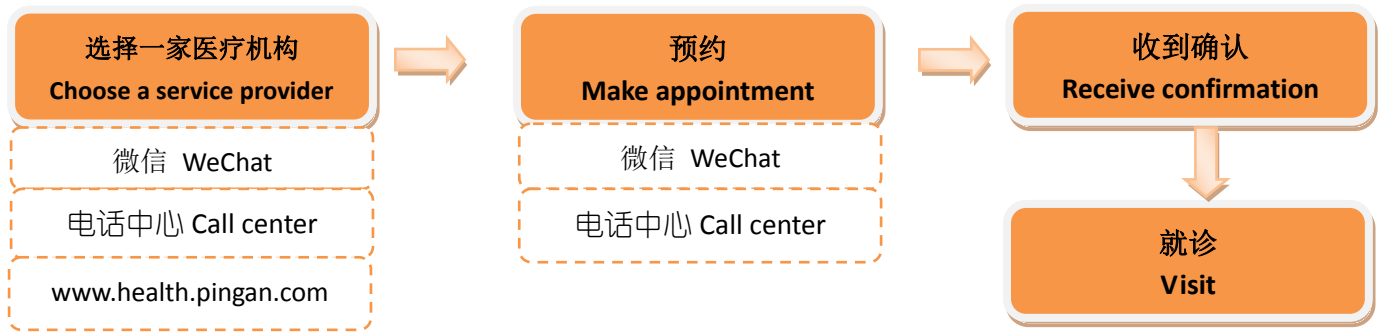 选择一家医疗机构
Choose a service provider
微信 WeChat
电话中心 Call center
www.health.pingan.com
预约
Make appointment
微信 WeChat
电话中心 Call center
收到确认
Receive confirmation
就诊
Visit